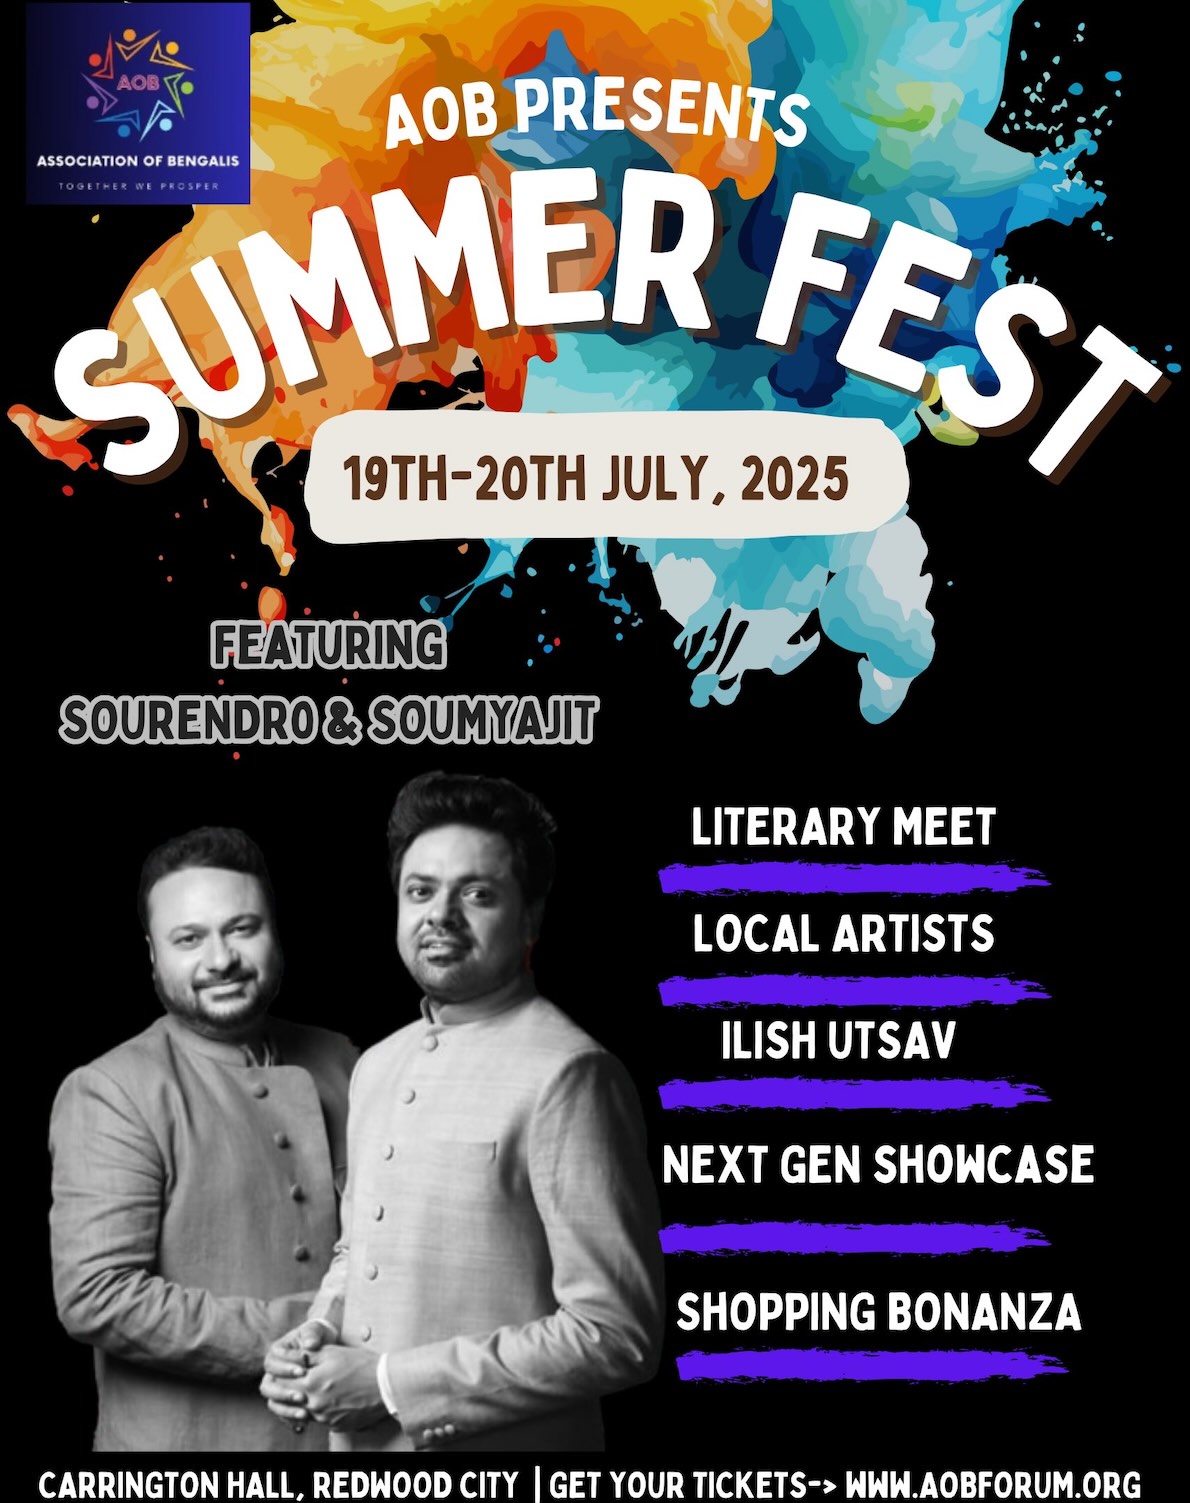 AOB
ASSOCIATION OF BENGALIS
TOGETHER WE PROSPER
AOB PRESENTS
SUMMER FEST
19TH-20TH JULY, 2025
FEATURING
SOURENDRO & SOUMYAJIT
LITERARY MEET
LOCAL ARTISTS
ILISH UTSAV
NEXT GEN SHOWCASE
SHOPPING BONANZA
CARRINGTON HALL, REDWOOD CITY | GET YOUR TICKETS-> WWW.AOBFORUM.ORG